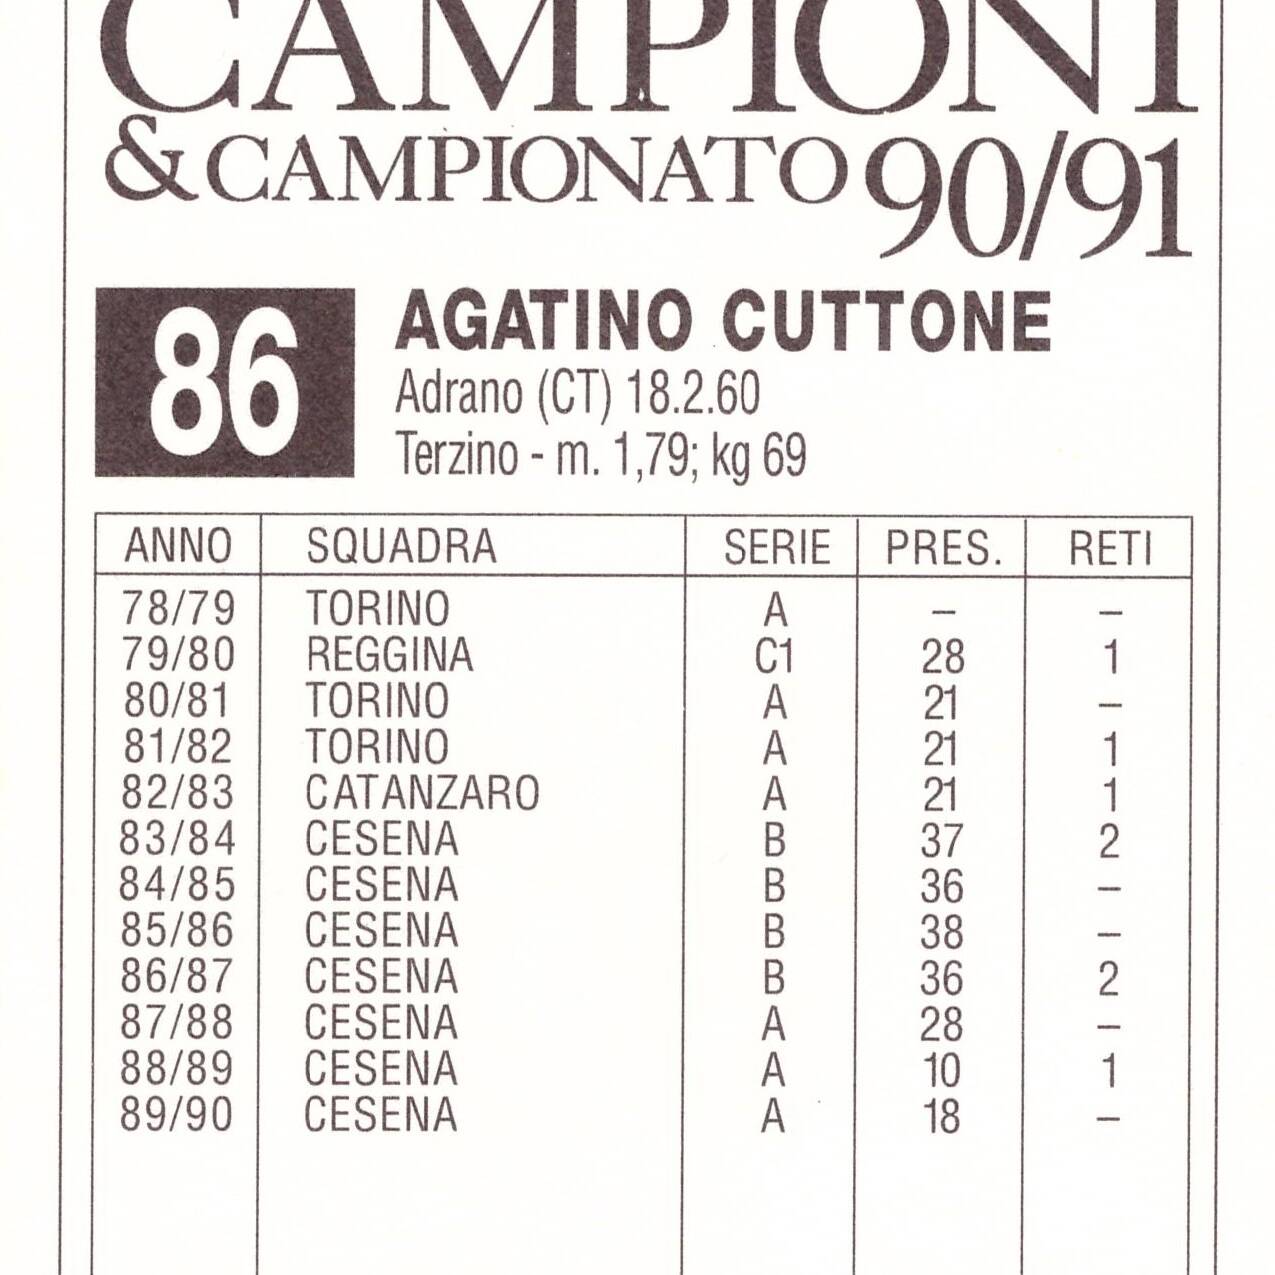 CAMPIONI
& CAMPIONATO 90/91
86
AGATINO CUTTONE
Adrano (CT) 18.2.60
Terzino - m. 1,79; kg 69
ANNO SQUADRA SERIE PRES. RETI
78/79 TORINO A – –
79/80 REGGINA C1 28 1
80/81 TORINO A 21 –
81/82 TORINO A 21 1
82/83 CATANZARO A 21 1
83/84 CESENA B 37 2
84/85 CESENA B 36 –
85/86 CESENA B 38 –
86/87 CESENA B 36 2
87/88 CESENA A 28 –
88/89 CESENA A 10 1
89/90 CESENA A 18 –